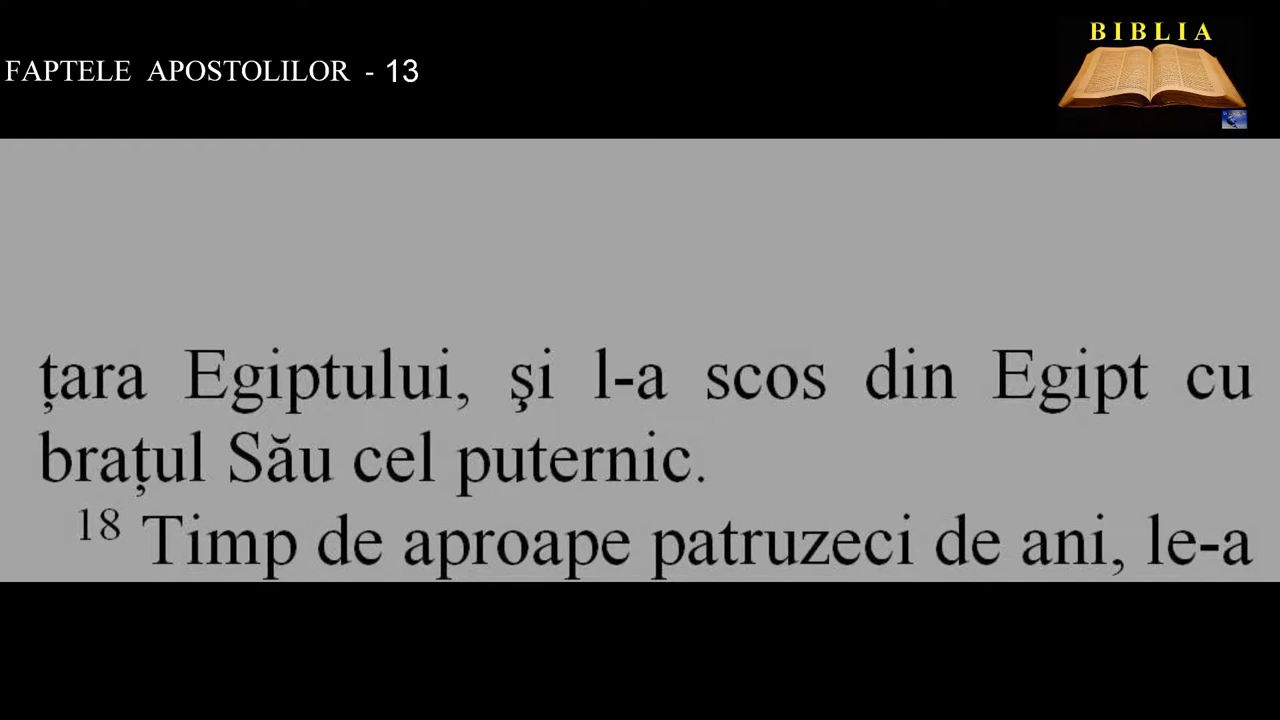 BIBLIA
FAPTELE APOSTOLILOR - 13
țara Egiptului, şi l-a scos din Egipt cu
brațul Său cel puternic.
18 Timp de aproape patruzeci de ani, le-a